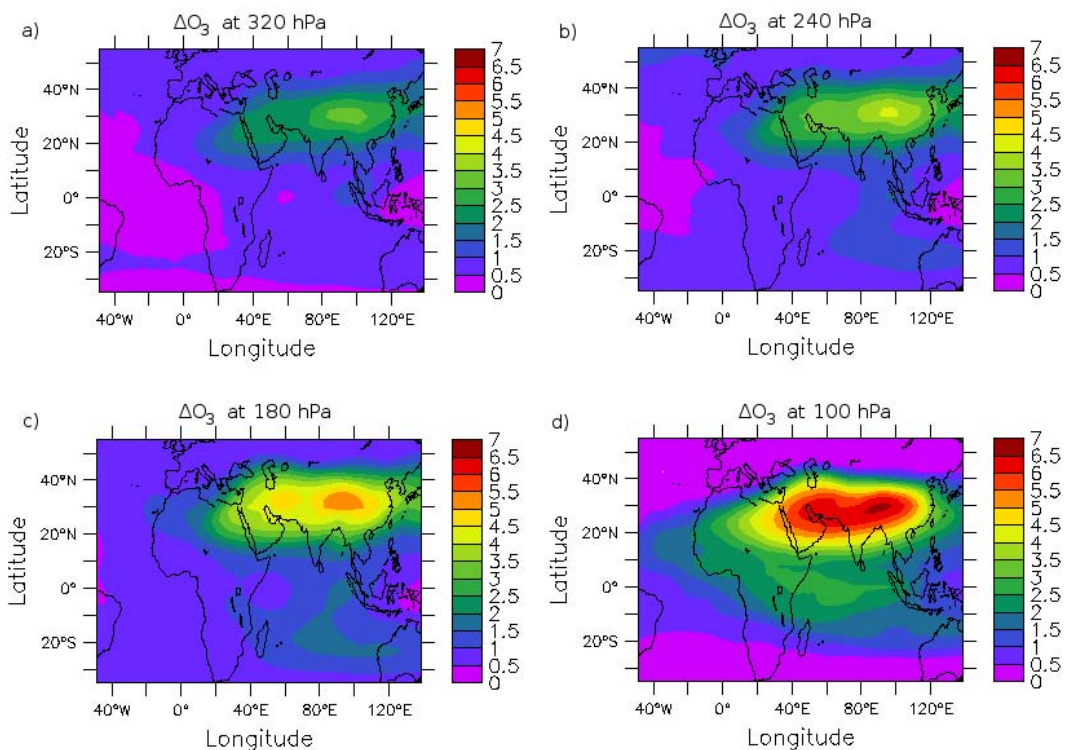 a)
ΔO₃ at 320 hPa
7
6.5
6
5.5
5
4.5
4
3.5
3
2.5
2
1.5
1
0.5
0
40°N
20°N
0°
20°S
Latitude
40°W 0° 40°E 80°E 120°E
Longitude
b)
ΔO₃ at 240 hPa
7
6.5
6
5.5
5
4.5
4
3.5
3
2.5
2
1.5
1
0.5
0
40°N
20°N
0°
20°S
Latitude
40°W 0° 40°E 80°E 120°E
Longitude
c)
ΔO₃ at 180 hPa
7
6.5
6
5.5
5
4.5
4
3.5
3
2.5
2
1.5
1
0.5
0
40°N
20°N
0°
20°S
Latitude
40°W 0° 40°E 80°E 120°E
Longitude
d)
ΔO₃ at 100 hPa
7
6.5
6
5.5
5
4.5
4
3.5
3
2.5
2
1.5
1
0.5
0
40°N
20°N
0°
20°S
Latitude
40°W 0° 40°E 80°E 120°E
Longitude